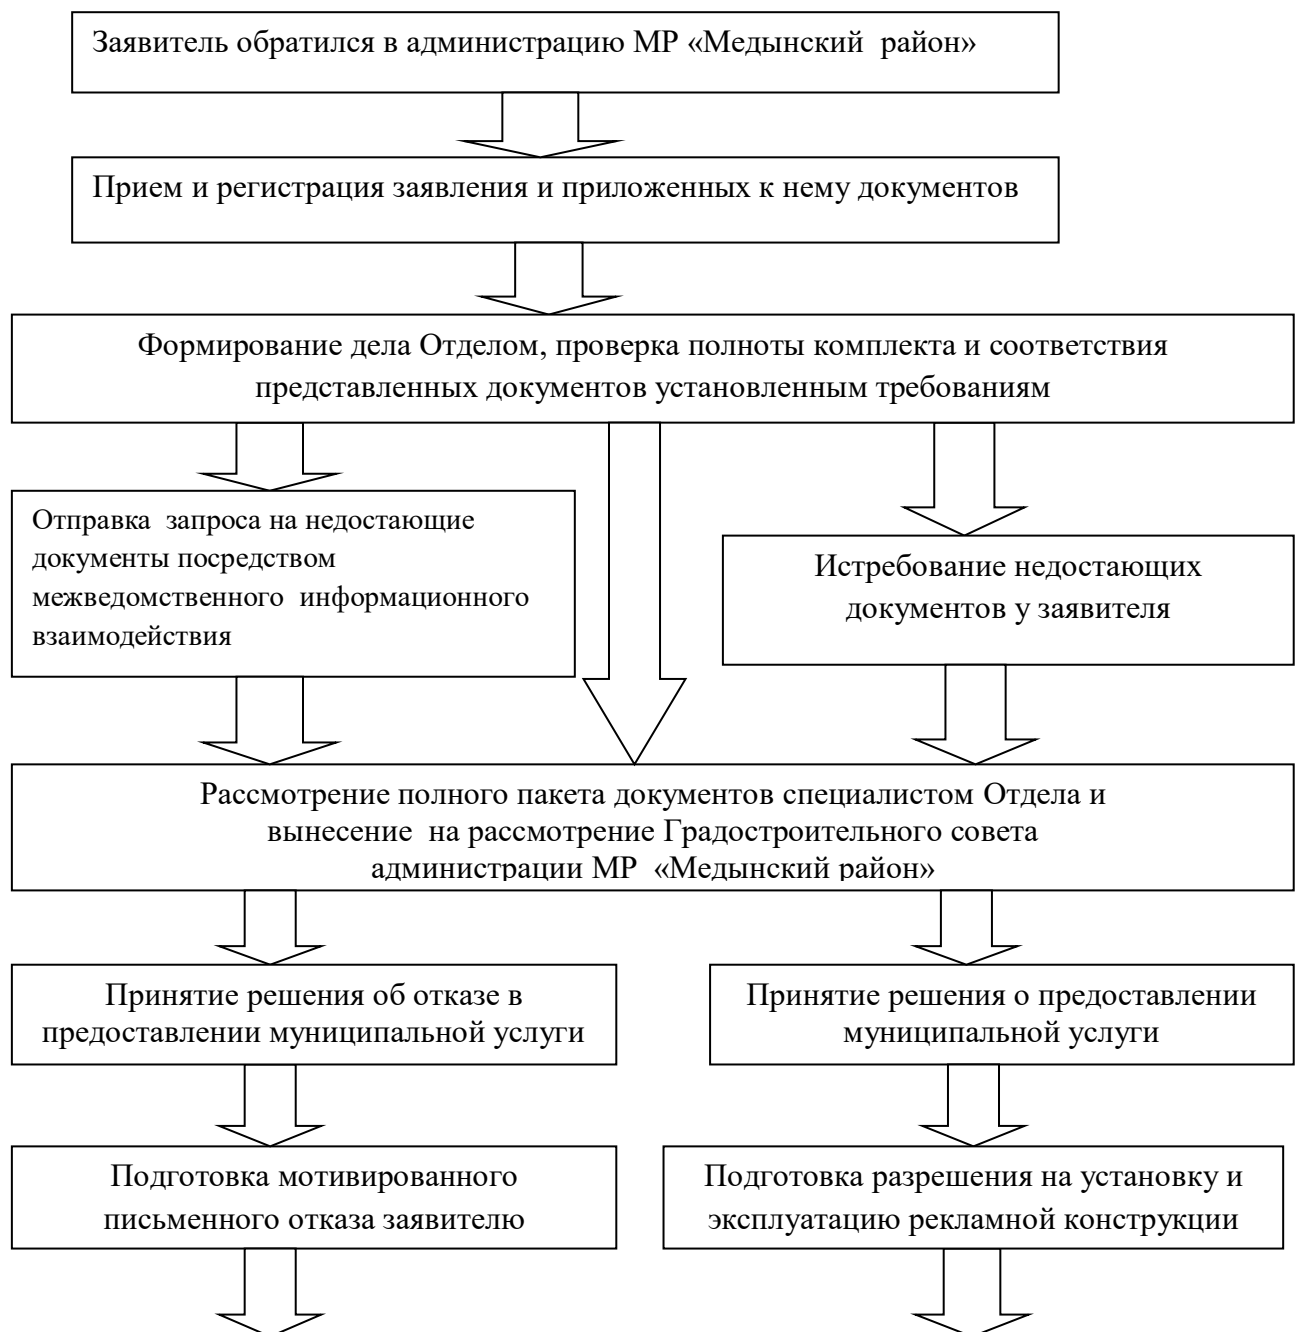 Заявитель обратился в администрацию МР «Медынский  район»
Прием и регистрация заявления и приложенных к нему документов
Формирование дела Отделом, проверка полноты комплекта и соответствия
представленных документов установленным требованиям
Отправка  запроса на недостающие
документы посредством
межведомственного  информационного
взаимодействия
Истребование недостающих
документов у заявителя
Рассмотрение полного пакета документов специалистом Отдела и
вынесение  на рассмотрение Градостроительного совета
администрации МР  «Медынский район»
Принятие решения об отказе в
предоставлении муниципальной услуги
Принятие решения о предоставлении
муниципальной услуги
Подготовка мотивированного
письменного отказа заявителю
Подготовка разрешения на установку и
эксплуатацию рекламной конструкции